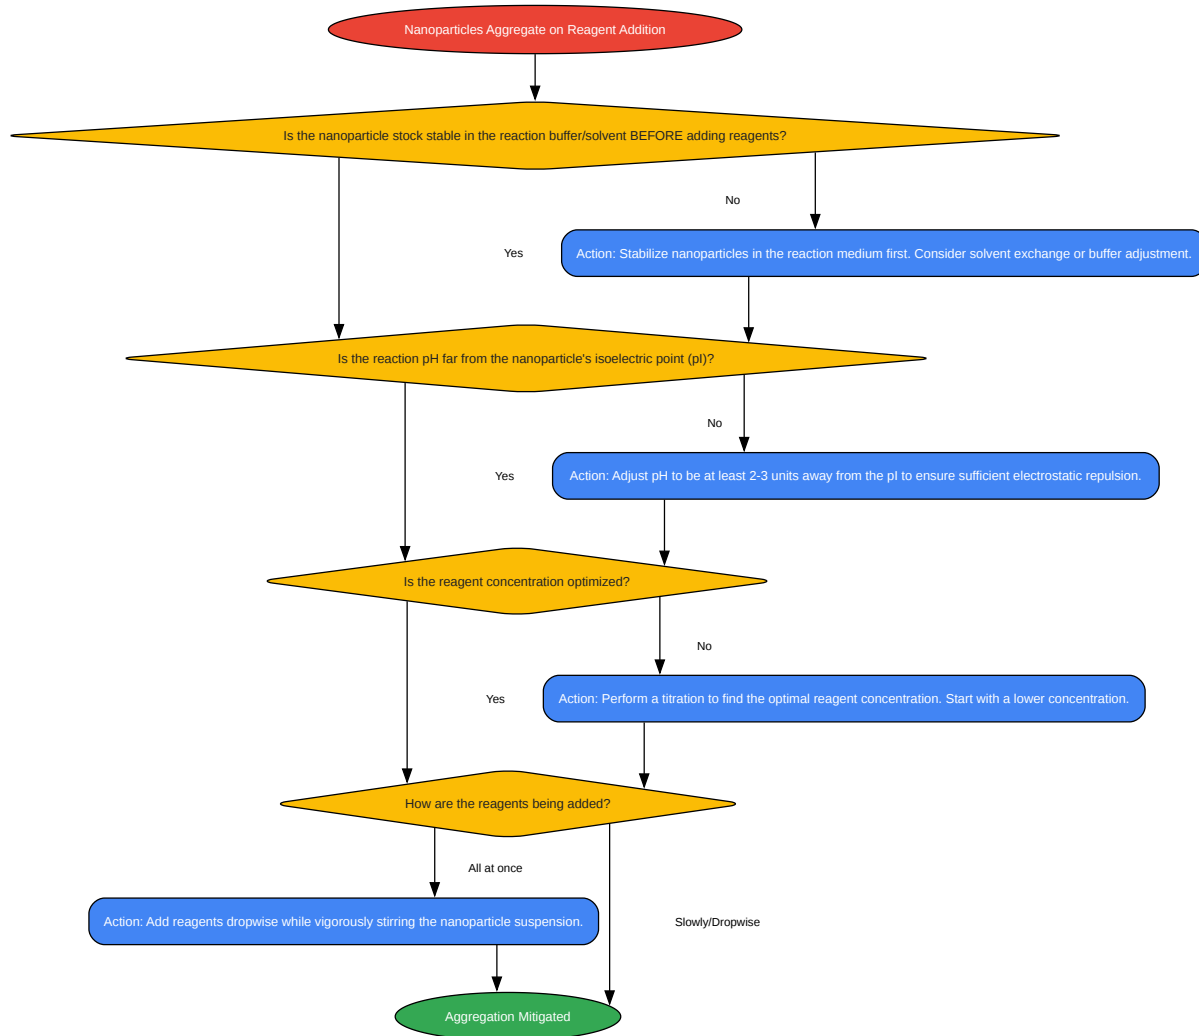 Nanoparticles Aggregate on Reagent Addition
Is the nanoparticle stock stable in the reaction buffer/solvent BEFORE adding reagents?
No
Yes
Action: Stabilize nanoparticles in the reaction medium first. Consider solvent exchange or buffer adjustment.
Is the reaction pH far from the nanoparticle's isoelectric point (pI)?
No
Yes
Action: Adjust pH to be at least 2-3 units away from the pI to ensure sufficient electrostatic repulsion.
Is the reagent concentration optimized?
No
Yes
Action: Perform a titration to find the optimal reagent concentration. Start with a lower concentration.
How are the reagents being added?
All at once
Action: Add reagents dropwise while vigorously stirring the nanoparticle suspension.
Slowly/Dropwise
Aggregation Mitigated